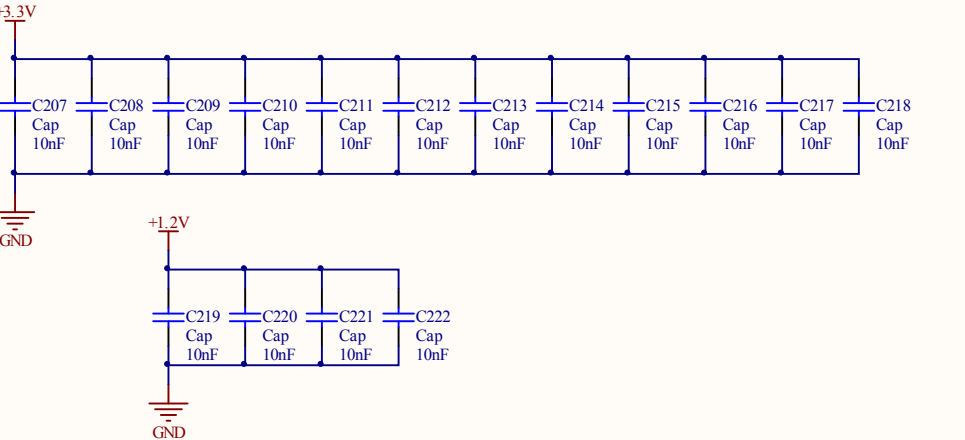 +3.3V
C207 C208 C209 C210 C211 C212 C213 C214 C215 C216 C217 C218
Cap Cap Cap Cap Cap Cap Cap Cap Cap Cap Cap Cap
10nF 10nF 10nF 10nF 10nF 10nF 10nF 10nF 10nF 10nF 10nF 10nF
GND
+1.2V
C219 C220 C221 C222
Cap Cap Cap Cap
10nF 10nF 10nF 10nF
GND